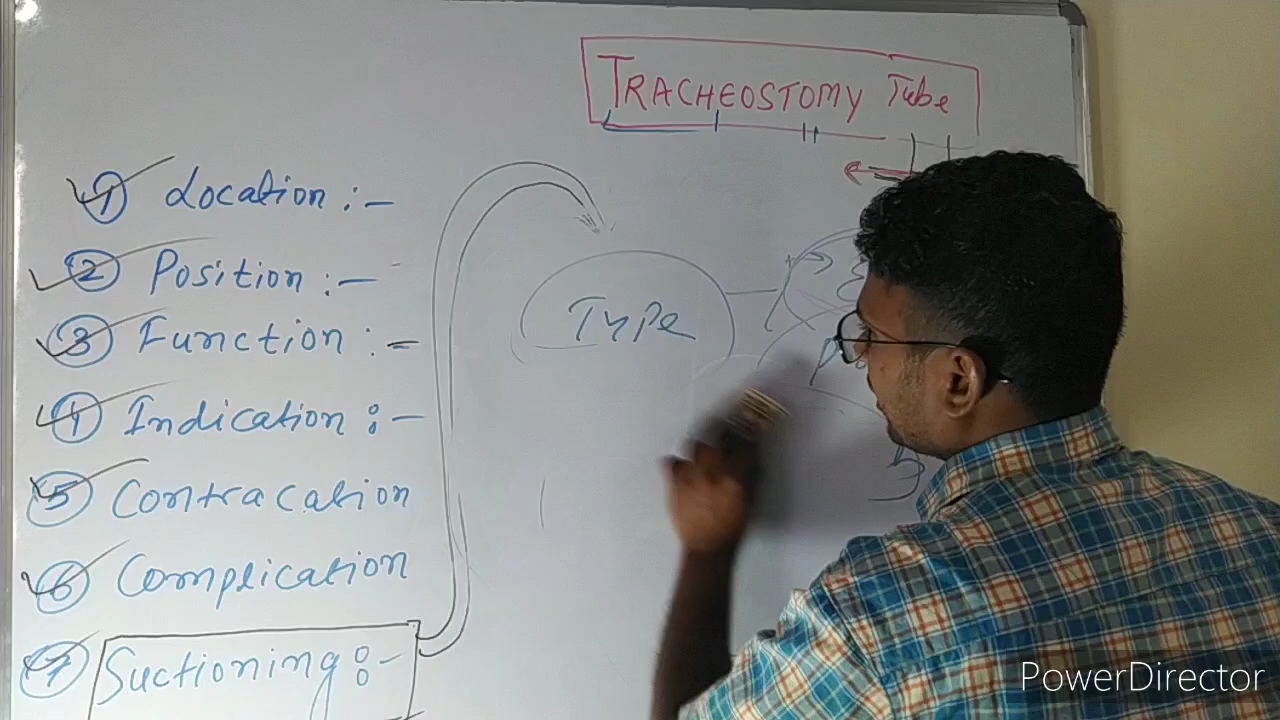 TRACHEOSTOMY Tube
1 Location :-
2 Position :-
3 Function :-
4 Indication :-
5 Contracation
6 Complication
7 Suctioning :-
Type
PowerDirector